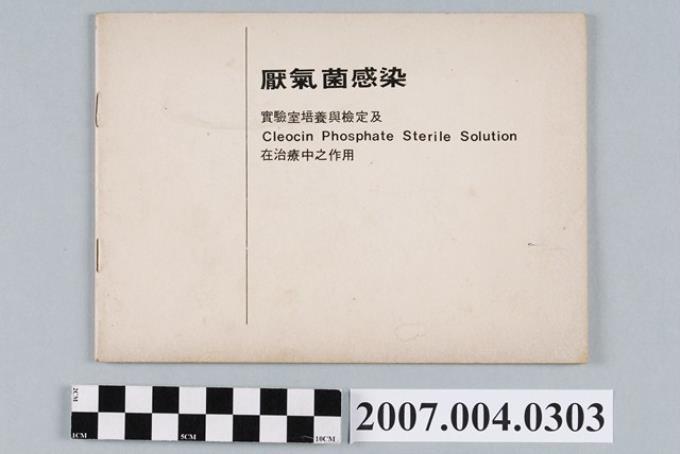 厭氣菌感染
實驗室培養與檢定及
Cleocin Phosphate Sterile Solution
在治療中之作用
2CM
1CM
5CM
10CM
2007.004.0303